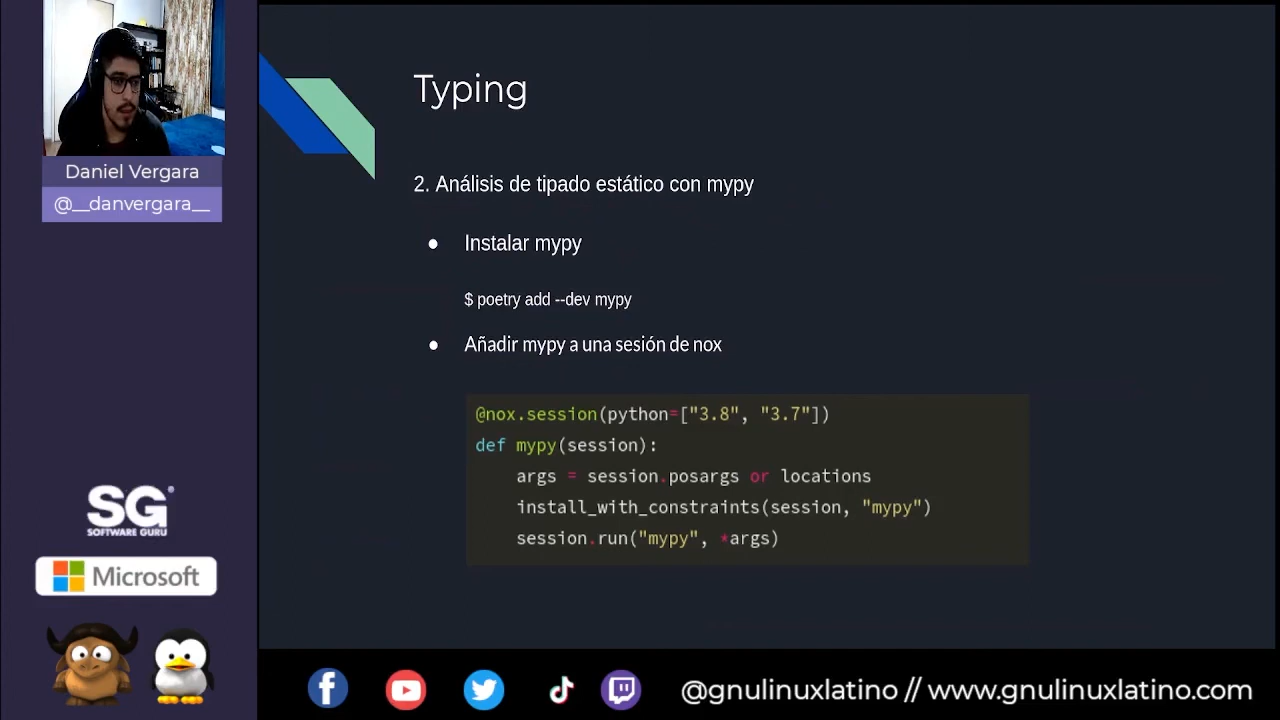 Daniel Vergara
@__danvergara__
SG
SOFTWARE GURU
Microsoft
Typing
2. Análisis de tipado estático con mypy
● Instalar mypy
$ poetry add --dev mypy
● Añadir mypy a una sesión de nox
@nox.session(python=["3.8", "3.7"])
def mypy(session):
    args = session.posargs or locations
    install_with_constraints(session, "mypy")
    session.run("mypy", *args)
@gnulinuxlatino // www.gnulinuxlatino.com